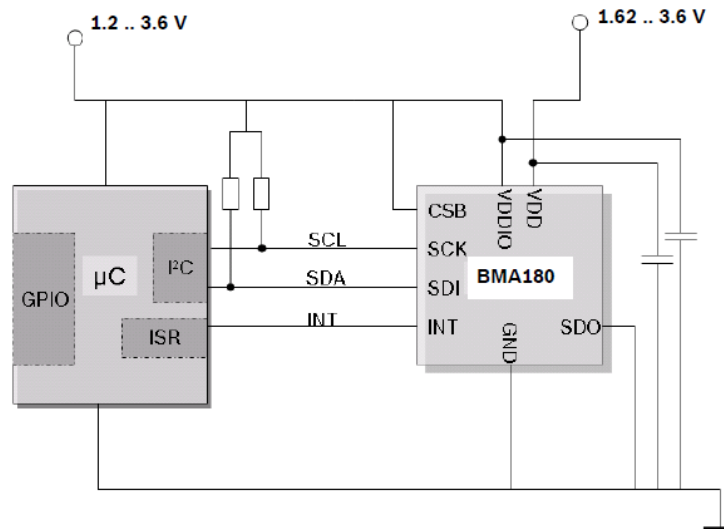 1.2 .. 3.6 V
1.62 .. 3.6 V
CSB
VDDIO
VDD
SCL
SCK
I²C
µC
GPIO
SDA
SDI
BMA180
INT
INT
ISR
GND
SDO